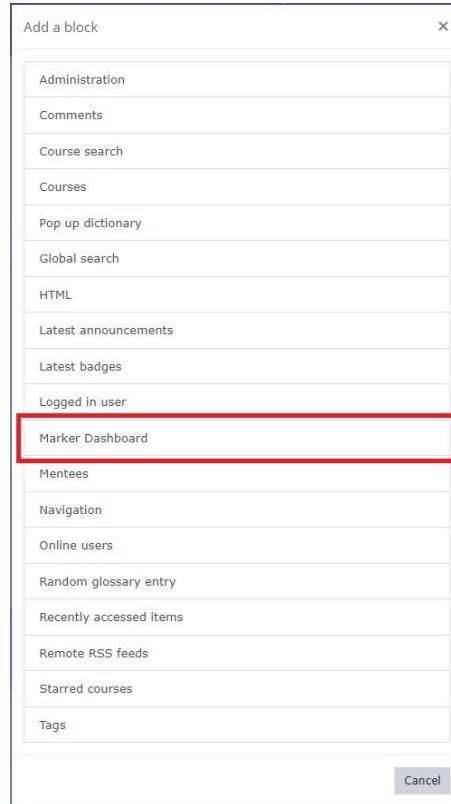 Add a block ×
Administration
Comments
Course search
Courses
Pop up dictionary
Global search
HTML
Latest announcements
Latest badges
Logged in user
Marker Dashboard
Mentees
Navigation
Online users
Random glossary entry
Recently accessed items
Remote RSS feeds
Starred courses
Tags
Cancel